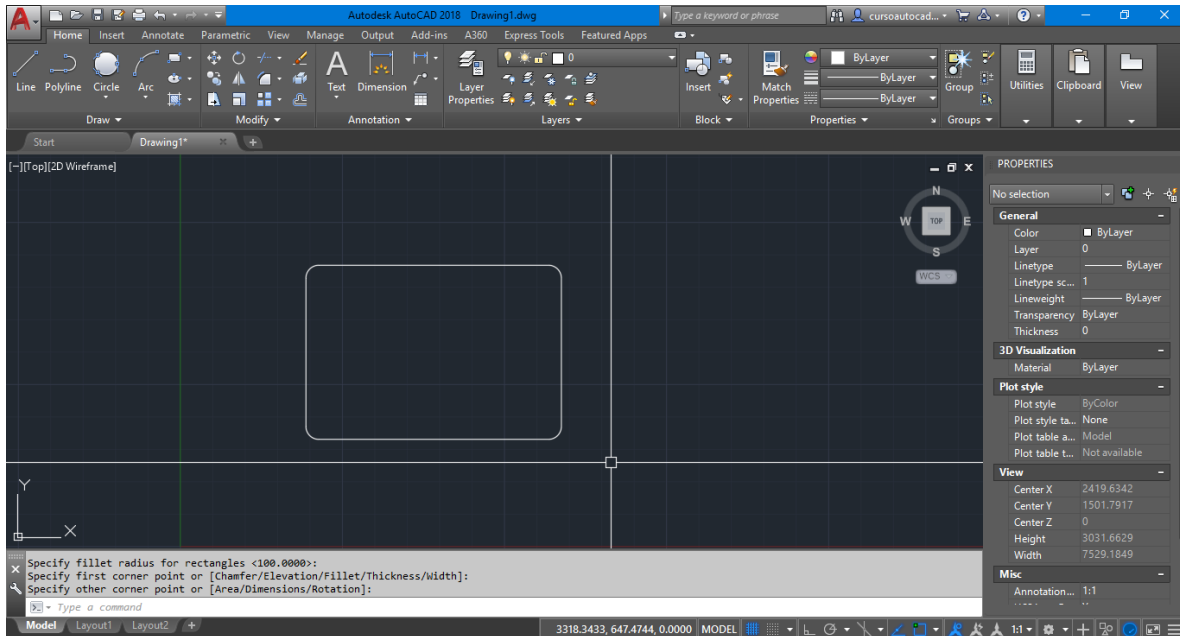 Autodesk AutoCAD 2018 Drawing1.dwg
Type a keyword or phrase
cursoautocad...
Home Insert Annotate Parametric View Manage Output Add-ins A360 Express Tools Featured Apps
Line Polyline Circle Arc
Text Dimension
Layer Properties
0
Insert
Match Properties
ByLayer
ByLayer
ByLayer
Group
Utilities Clipboard View
Draw Modify Annotation Layers Block Properties Groups
Start Drawing1*
[−][Top][2D Wireframe]
N
W TOP E
S
WCS
Y
X
PROPERTIES
No selection
General
Color ByLayer
Layer 0
Linetype ByLayer
Linetype sc... 1
Lineweight ByLayer
Transparency ByLayer
Thickness 0
3D Visualization
Material ByLayer
Plot style
Plot style ByColor
Plot style ta... None
Plot table a... Model
Plot table t... Not available
View
Center X 2419.6342
Center Y 1501.7917
Center Z 0
Height 3031.6629
Width 7529.1849
Misc
Annotation... 1:1
Specify fillet radius for rectangles <100.0000>:
Specify first corner point or [Chamfer/Elevation/Fillet/Thickness/Width]:
Specify other corner point or [Area/Dimensions/Rotation]:
Type a command
Model Layout1 Layout2
3318.3433, 647.4744, 0.0000 MODEL 1:1